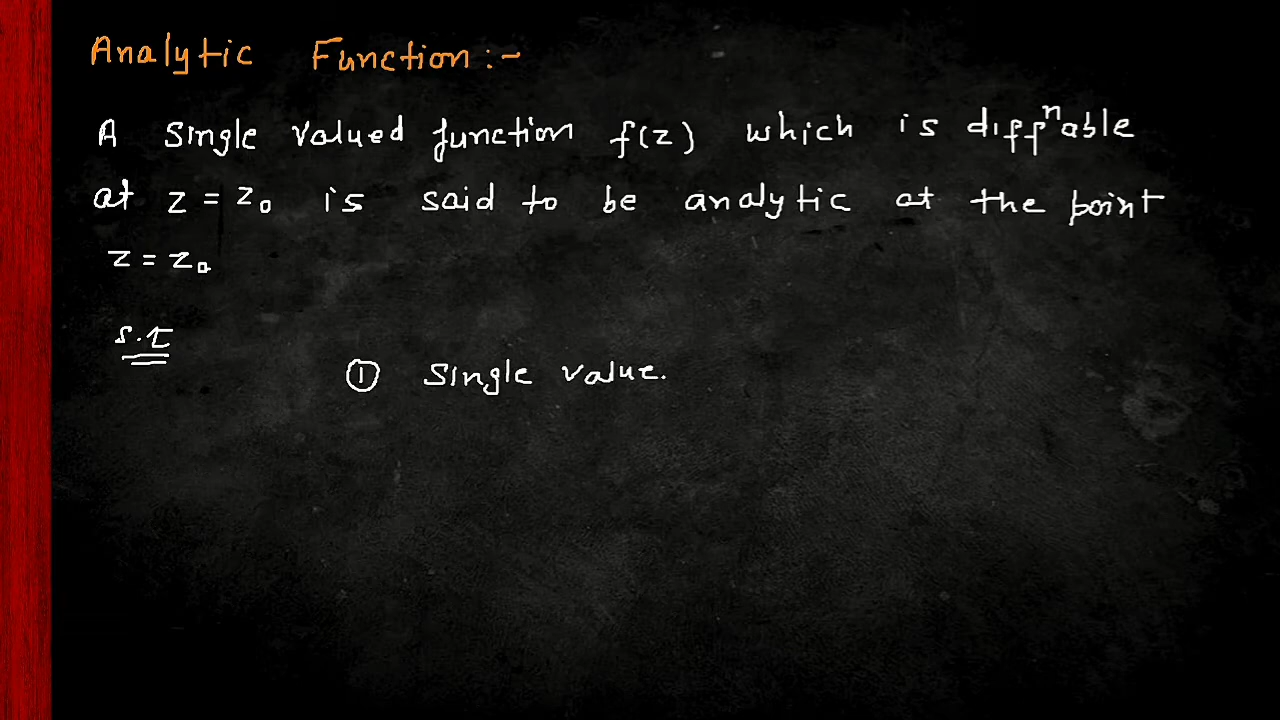 Analytic Function :-
A single valued function f(z) which is diffⁿable
at z = z₀ is said to be analytic at the point
z = z₀
S.t
① single value.